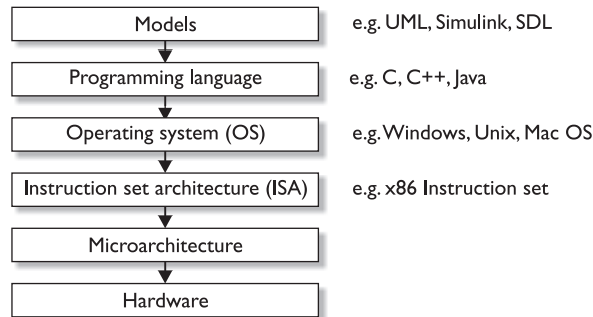 Models e.g. UML, Simulink, SDL
Programming language e.g. C, C++, Java
Operating system (OS) e.g. Windows, Unix, Mac OS
Instruction set architecture (ISA) e.g. x86 Instruction set
Microarchitecture
Hardware